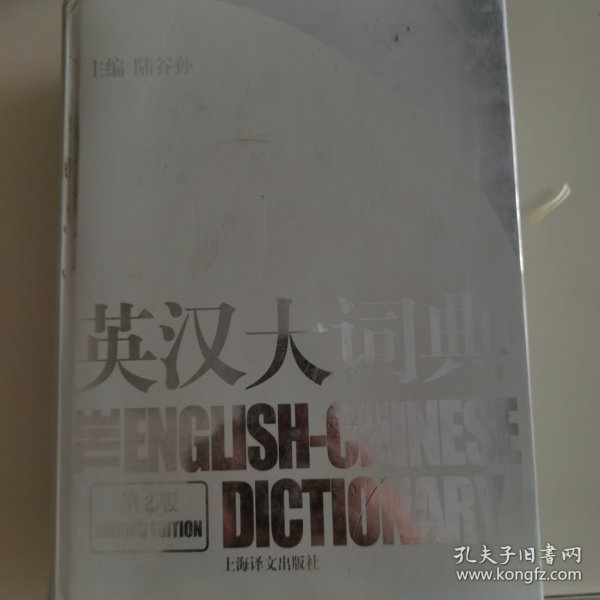 主编 陆谷孙
英汉大词典
THE ENGLISH-CHINESE
DICTIONARY
第2版
SECOND EDITION
上海译文出版社
孔夫子旧书网
www.kongfz.com